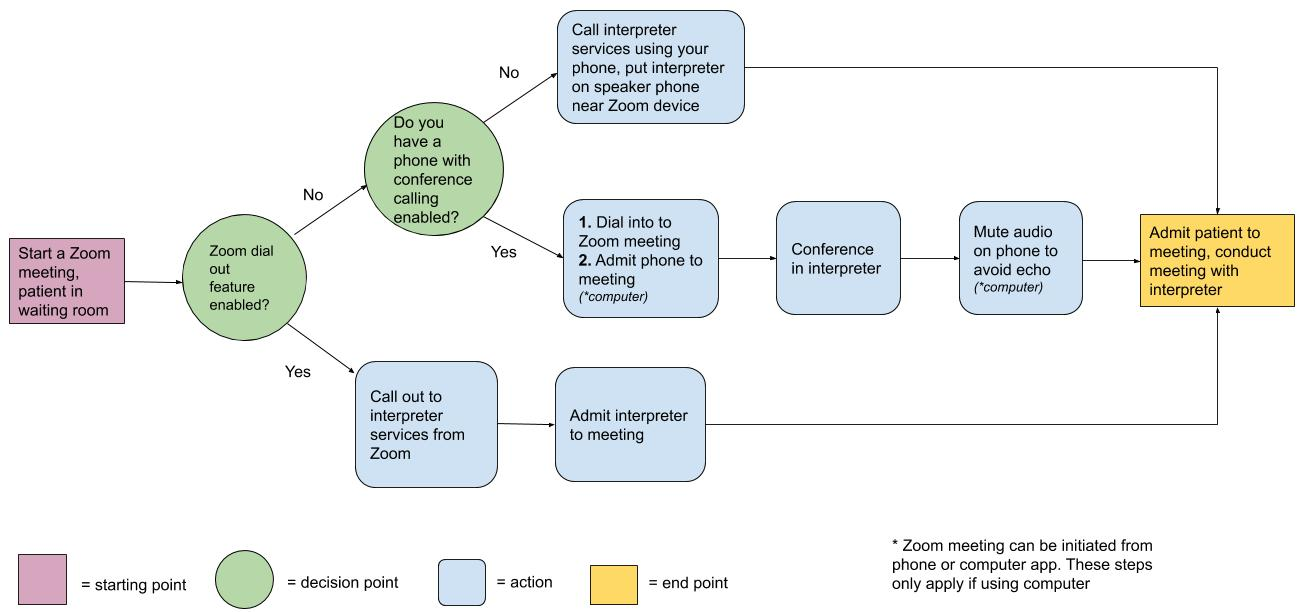 Start a Zoom
meeting,
patient in
waiting room
Zoom dial
out
feature
enabled?
No
Do you
have a
phone with
conference
calling
enabled?
No
Call interpreter
services using your
phone, put interpreter
on speaker phone
near Zoom device
Yes
1. Dial into to
Zoom meeting
2. Admit phone to
meeting
(*computer)
Conference
in interpreter
Mute audio
on phone to
avoid echo
(*computer)
Admit patient to
meeting, conduct
meeting with
interpreter
Yes
Call out to
interpreter
services from
Zoom
Admit interpreter
to meeting
= starting point
= decision point
= action
= end point
* Zoom meeting can be initiated from
phone or computer app. These steps
only apply if using computer